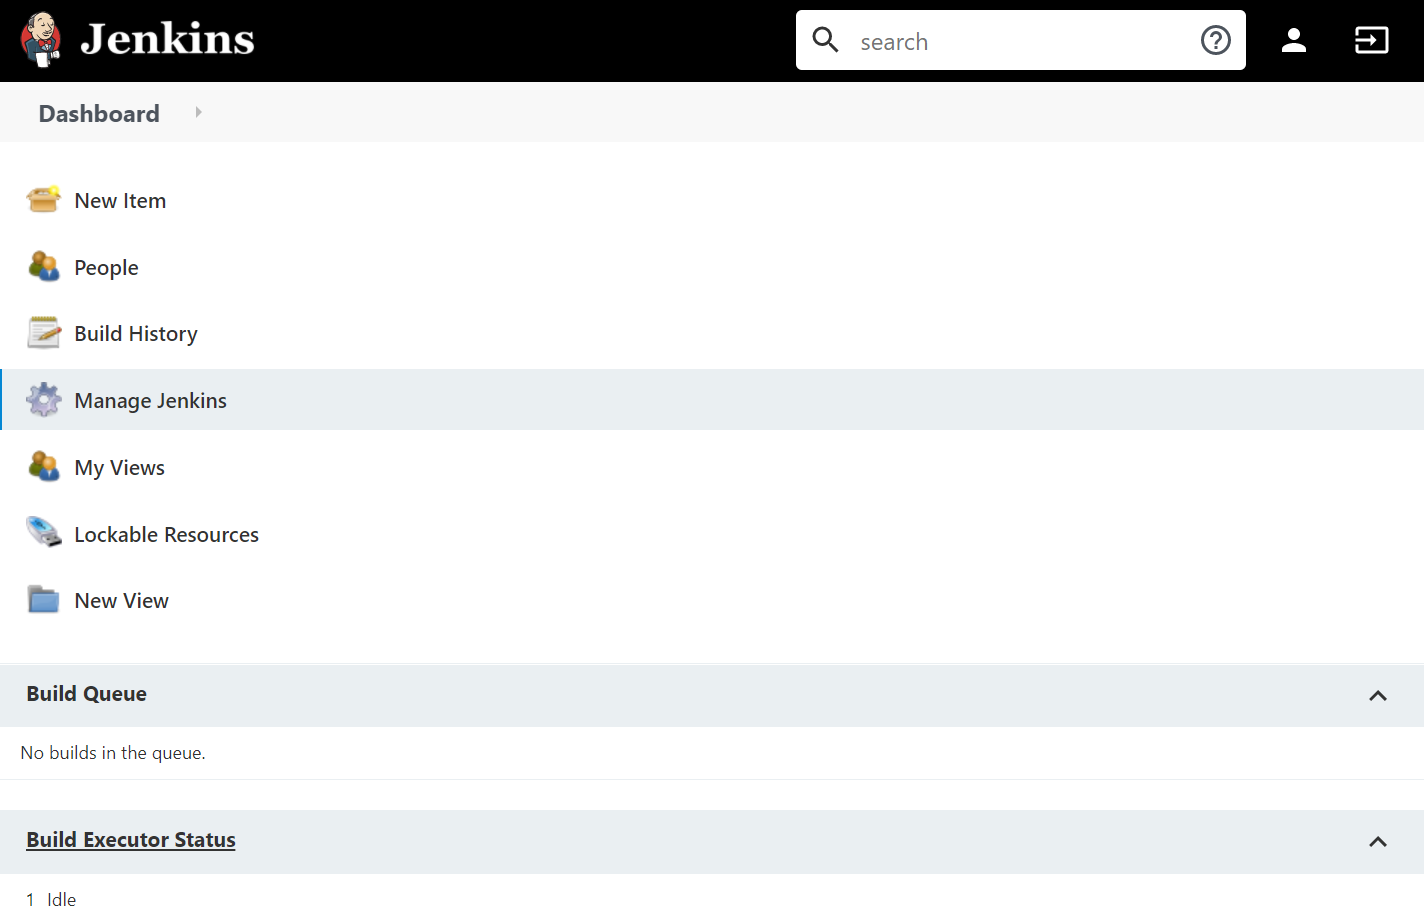 Jenkins
search
Dashboard
New Item
People
Build History
Manage Jenkins
My Views
Lockable Resources
New View
Build Queue
No builds in the queue.
Build Executor Status
1 Idle